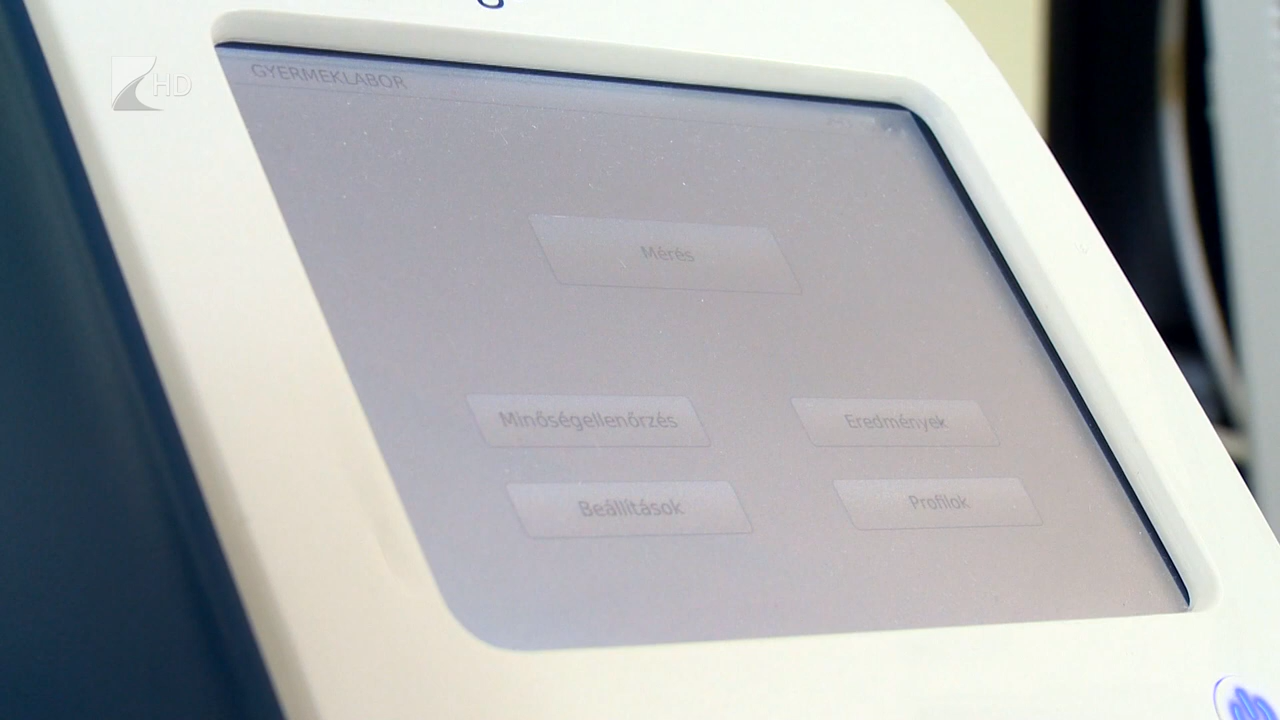 HD
GYERMEKLABOR
Mérés
Minőségellenőrzés
Eredmények
Beállítások
Profilok